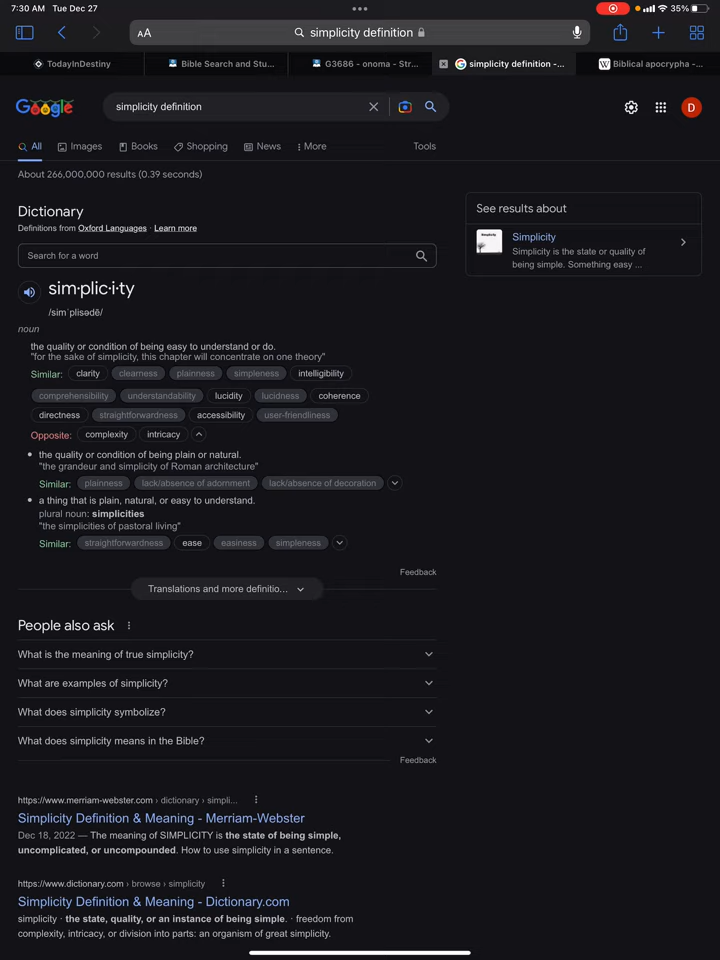 7:30 AM Tue Dec 27
35%
AA simplicity definition
TodayInDestiny
Bible Search and Stu...
G3686 - onoma - Str...
simplicity definition -...
Biblical apocrypha -...
Google
simplicity definition
D
All Images Books Shopping News More Tools
About 266,000,000 results (0.39 seconds)
Dictionary
Definitions from Oxford Languages · Learn more
Search for a word
sim·plic·i·ty
/simˈplisədē/
noun
the quality or condition of being easy to understand or do.
"for the sake of simplicity, this chapter will concentrate on one theory"
Similar: clarity clearness plainness simpleness intelligibility
comprehensibility understandability lucidity lucidness coherence
directness straightforwardness accessibility user-friendliness
Opposite: complexity intricacy
• the quality or condition of being plain or natural.
"the grandeur and simplicity of Roman architecture"
Similar: plainness lack/absence of adornment lack/absence of decoration
• a thing that is plain, natural, or easy to understand.
plural noun: simplicities
"the simplicities of pastoral living"
Similar: straightforwardness ease easiness simpleness
Feedback
Translations and more definitio...
People also ask
What is the meaning of true simplicity?
What are examples of simplicity?
What does simplicity symbolize?
What does simplicity means in the Bible?
Feedback
https://www.merriam-webster.com › dictionary › simpli...
Simplicity Definition & Meaning - Merriam-Webster
Dec 18, 2022 — The meaning of SIMPLICITY is the state of being simple,
uncomplicated, or uncompounded. How to use simplicity in a sentence.
https://www.dictionary.com › browse › simplicity
Simplicity Definition & Meaning - Dictionary.com
simplicity · the state, quality, or an instance of being simple. · freedom from
complexity, intricacy, or division into parts: an organism of great simplicity.
See results about
Simplicity
Simplicity is the state or quality of
being simple. Something easy ...